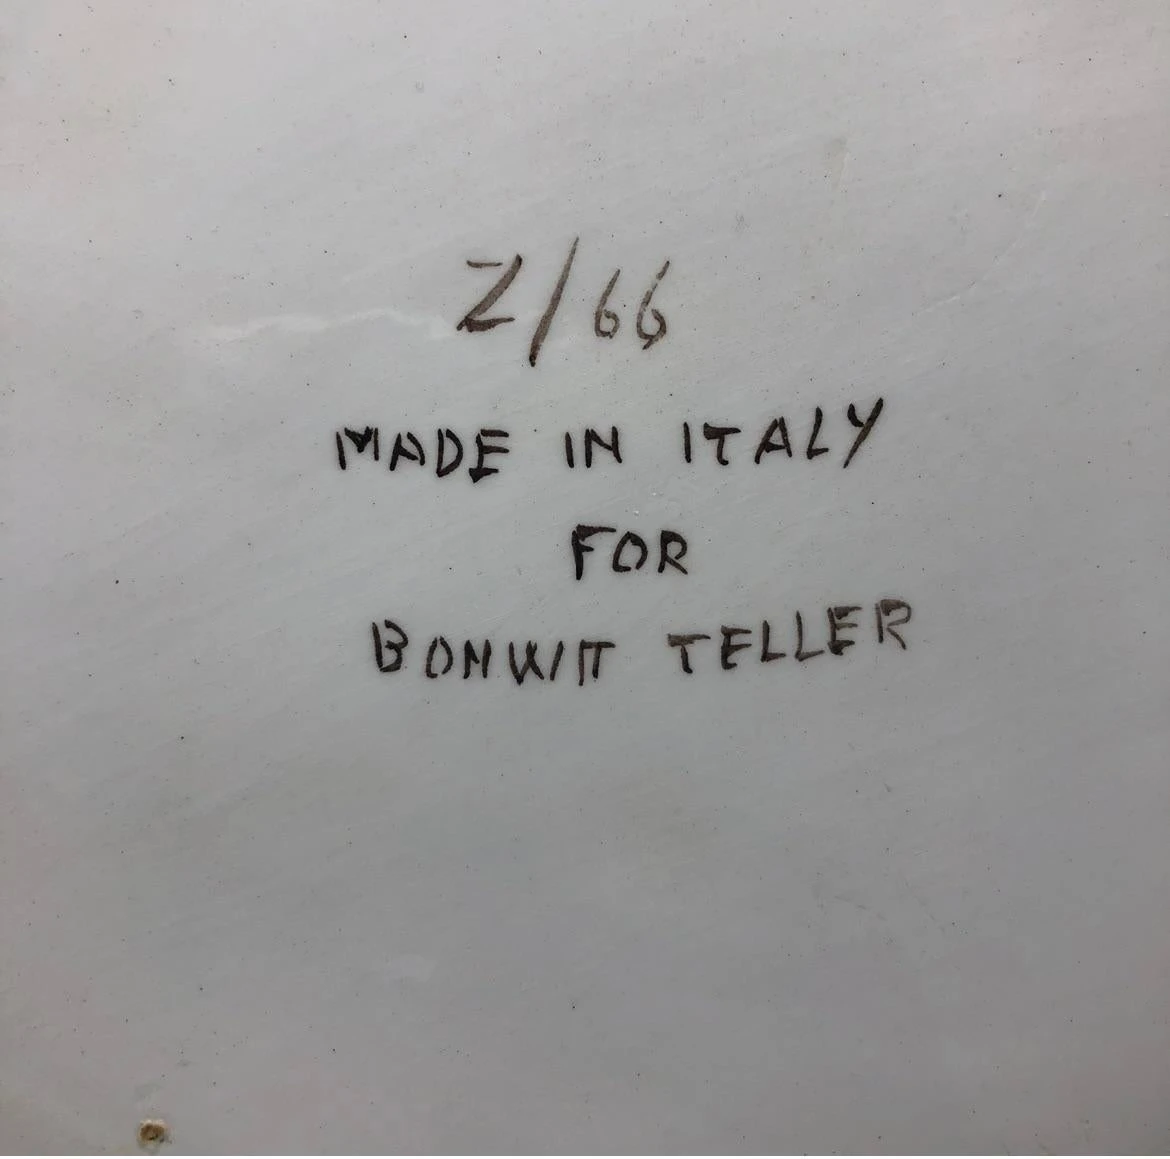 Z/66
MADE IN ITALY
FOR
BONWIT TELLER